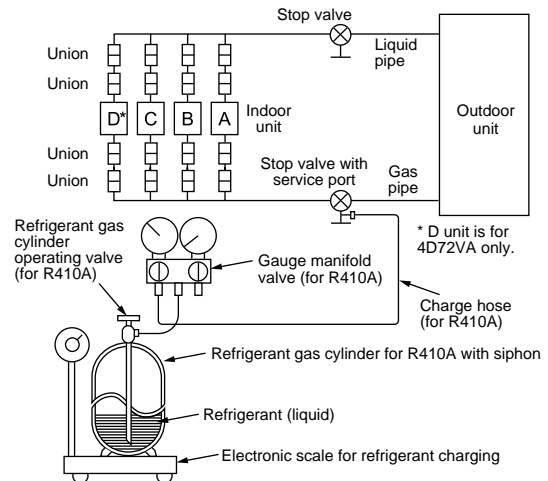 Stop valve
Union
Liquid
pipe
Union
D*
C
B
A
Indoor
unit
Outdoor
unit
Union
Stop valve with
service port
Gas
pipe
Union
Refrigerant gas
cylinder
operating valve
(for R410A)
* D unit is for
4D72VA only.
Gauge manifold
valve (for R410A)
Charge hose
(for R410A)
Refrigerant gas cylinder for R410A with siphon
Refrigerant (liquid)
Electronic scale for refrigerant charging